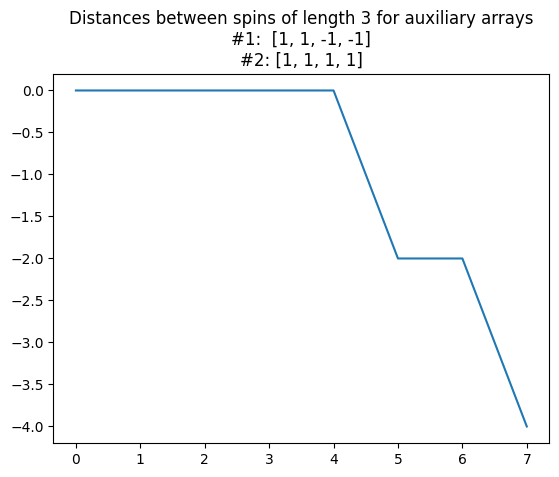 Distances between spins of length 3 for auxiliary arrays
#1:  [1, 1, -1, -1]
#2: [1, 1, 1, 1]
0.0
−0.5
−1.0
−1.5
−2.0
−2.5
−3.0
−3.5
−4.0
0 1 2 3 4 5 6 7